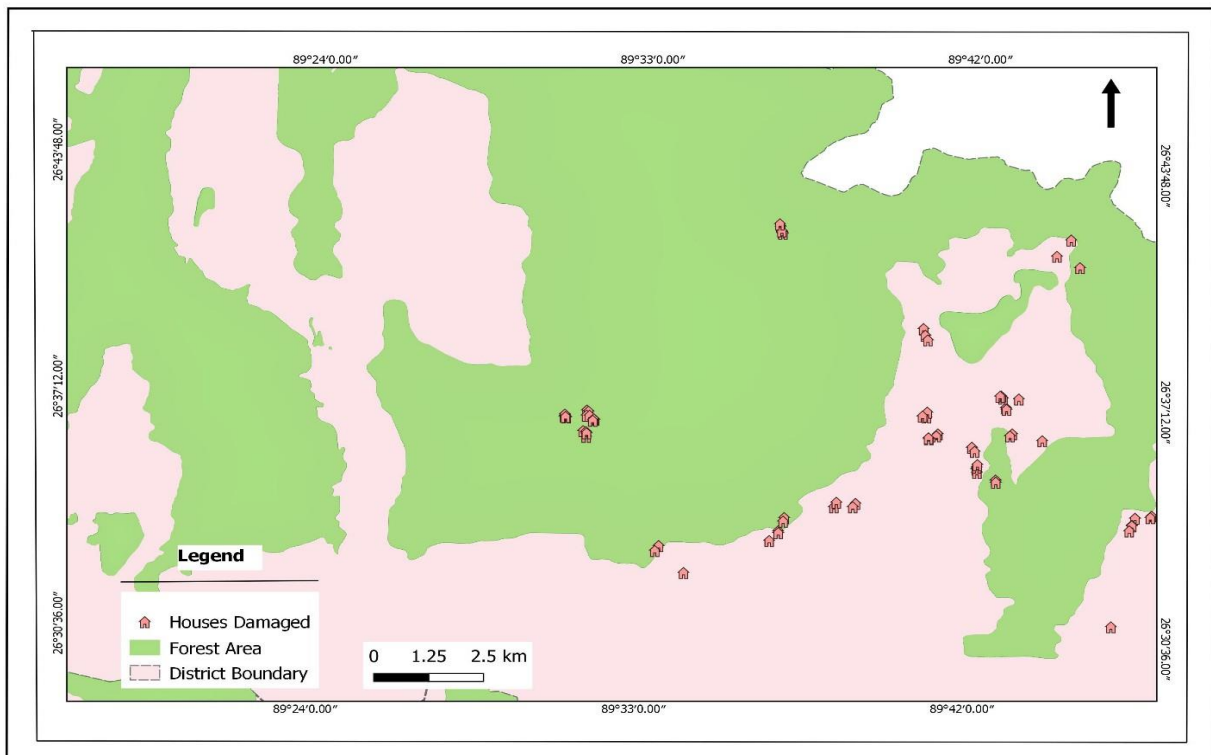 89°24′0.00″ 89°33′0.00″ 89°42′0.00″
26°43′48.00″
26°43′48.00″
26°37′12.00″
26°37′12.00″
26°30′36.00″
26°30′36.00″
Legend
Houses Damaged
Forest Area
District Boundary
0 1.25 2.5 km
89°24′0.00″ 89°33′0.00″ 89°42′0.00″